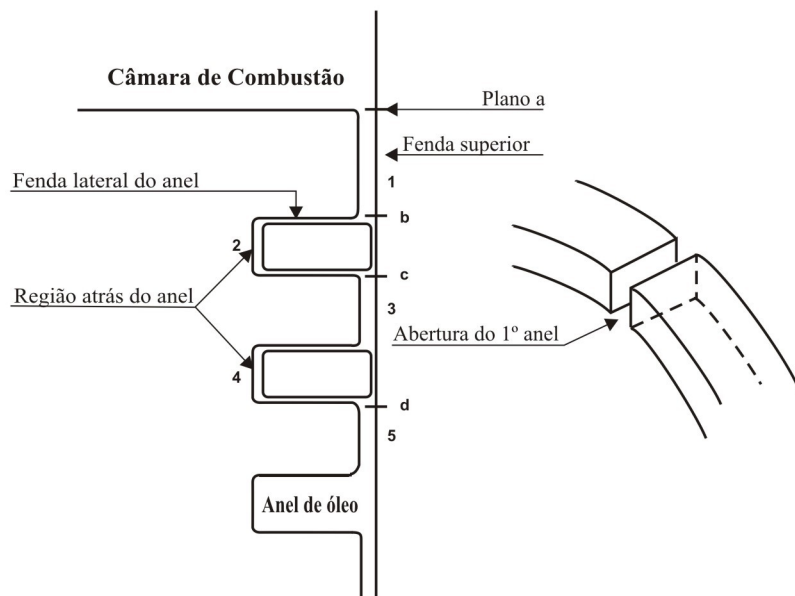 Câmara de Combustão
Plano a
Fenda superior
Fenda lateral do anel
1
b
2
c
Região atrás do anel
3
Abertura do 1º anel
4
d
5
Anel de óleo